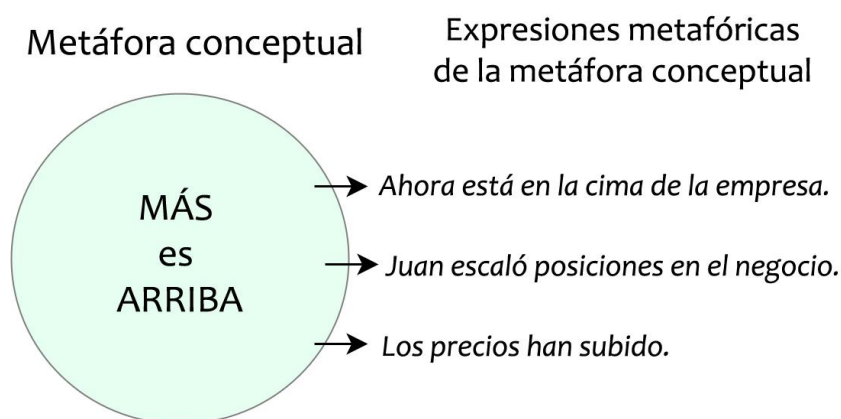 Metáfora conceptual
Expresiones metafóricas
de la metáfora conceptual
MÁS
es
ARRIBA
Ahora está en la cima de la empresa.
Juan escaló posiciones en el negocio.
Los precios han subido.